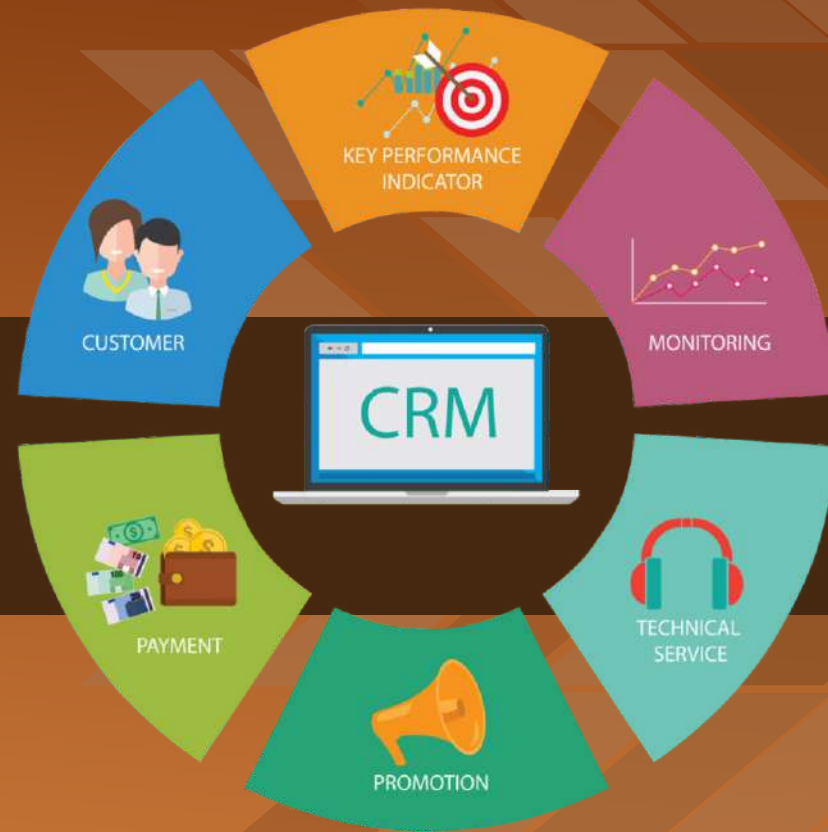 KEY PERFORMANCE
INDICATOR
CUSTOMER
MONITORING
CRM
PAYMENT
TECHNICAL
SERVICE
PROMOTION